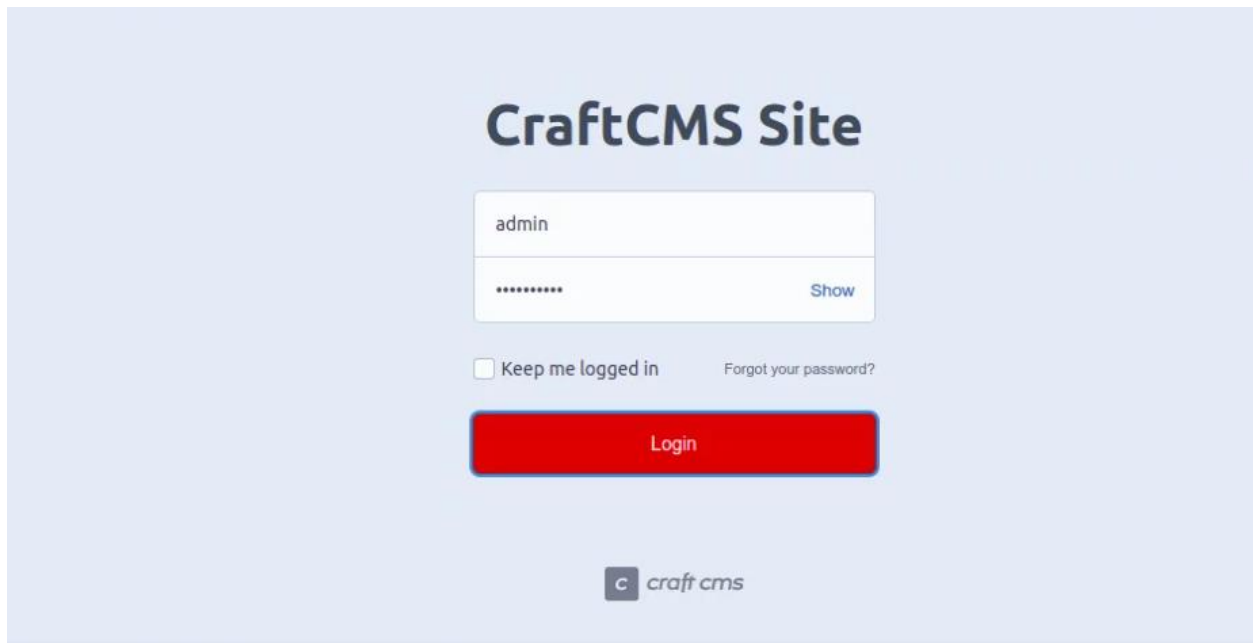 CraftCMS Site
admin
••••••••••
Show
Keep me logged in
Forgot your password?
Login
c craft cms